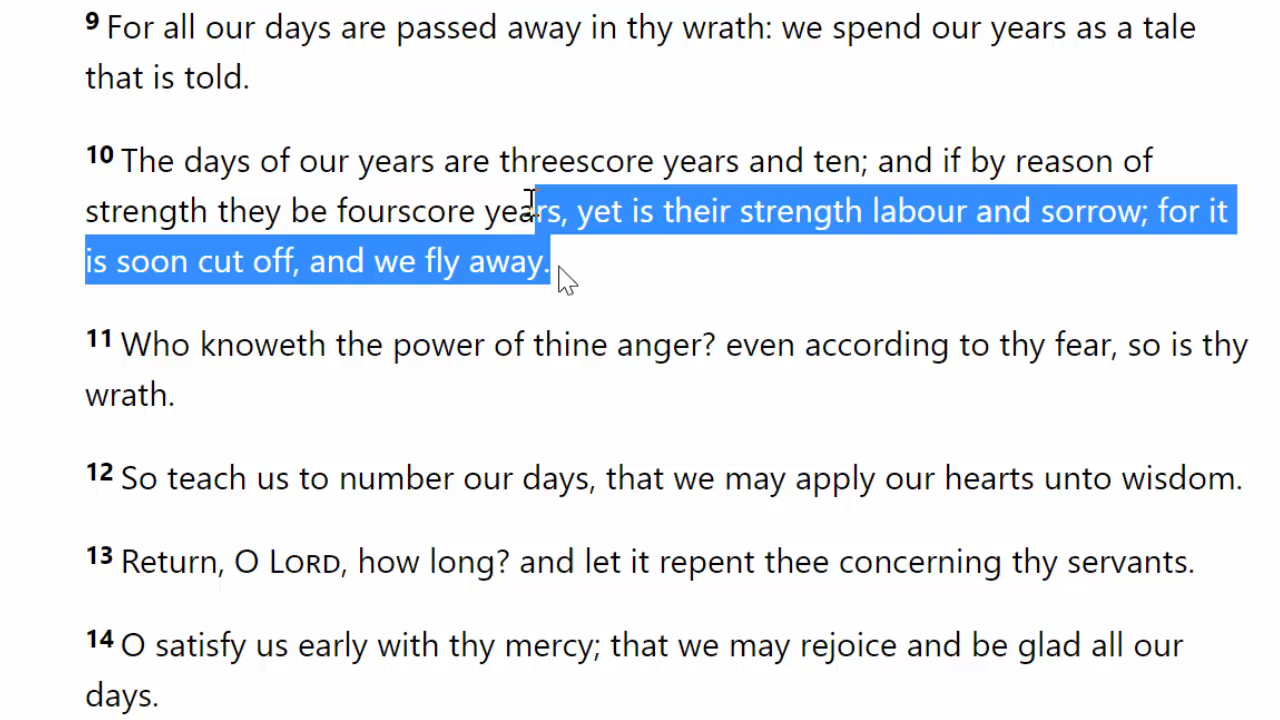 9 For all our days are passed away in thy wrath: we spend our years as a tale
that is told.
10 The days of our years are threescore years and ten; and if by reason of
strength they be fourscore years, yet is their strength labour and sorrow; for it
is soon cut off, and we fly away.
11 Who knoweth the power of thine anger? even according to thy fear, so is thy
wrath.
12 So teach us to number our days, that we may apply our hearts unto wisdom.
13 Return, O LORD, how long? and let it repent thee concerning thy servants.
14 O satisfy us early with thy mercy; that we may rejoice and be glad all our
days.